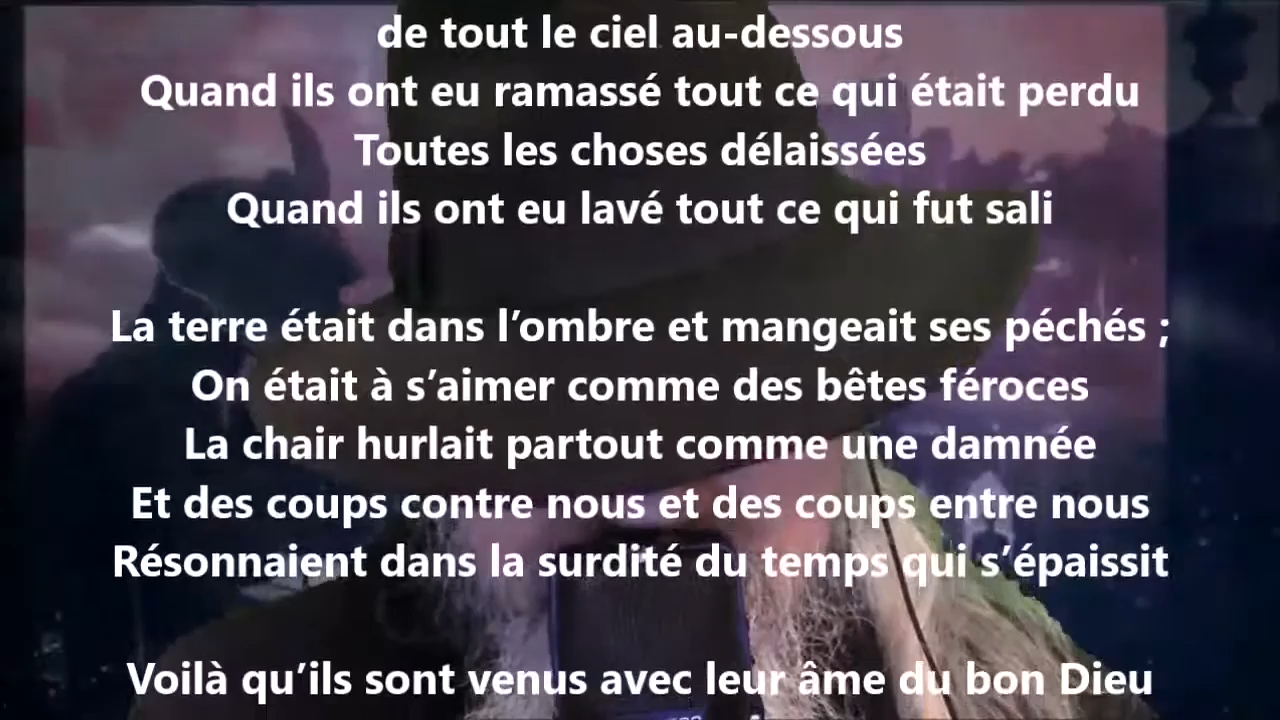 de tout le ciel au-dessous
Quand ils ont eu ramassé tout ce qui était perdu
Toutes les choses délaissées
Quand ils ont eu lavé tout ce qui fut sali
La terre était dans l’ombre et mangeait ses péchés ;
On était à s’aimer comme des bêtes féroces
La chair hurlait partout comme une damnée
Et des coups contre nous et des coups entre nous
Résonnaient dans la surdité du temps qui s’épaissit
Voilà qu’ils sont venus avec leur âme du bon Dieu